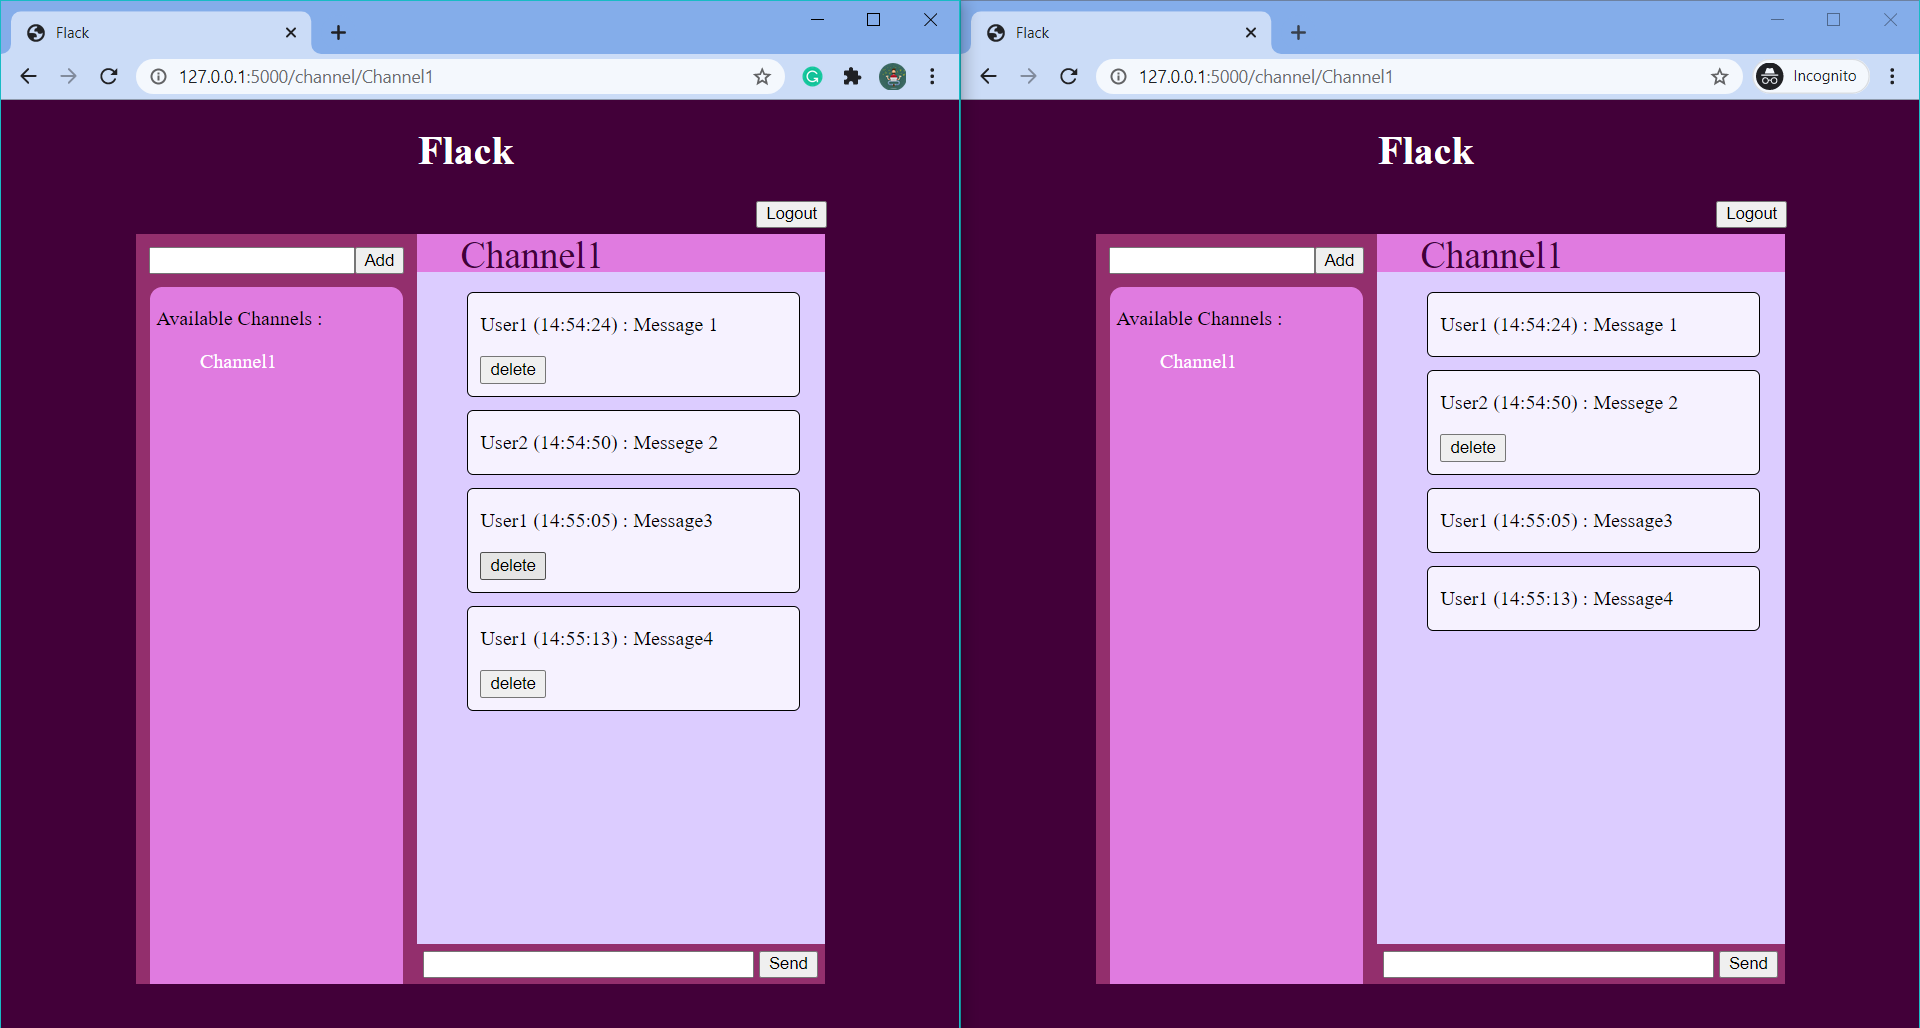 Flack
127.0.0.1:5000/channel/Channel1
Flack
Logout
Add
Channel1
Available Channels :
Channel1
User1 (14:54:24) : Message 1
delete
User2 (14:54:50) : Messege 2
User1 (14:55:05) : Message3
delete
User1 (14:55:13) : Message4
delete
Send
Flack
127.0.0.1:5000/channel/Channel1
Incognito
Flack
Logout
Add
Channel1
Available Channels :
Channel1
User1 (14:54:24) : Message 1
User2 (14:54:50) : Messege 2
delete
User1 (14:55:05) : Message3
User1 (14:55:13) : Message4
Send